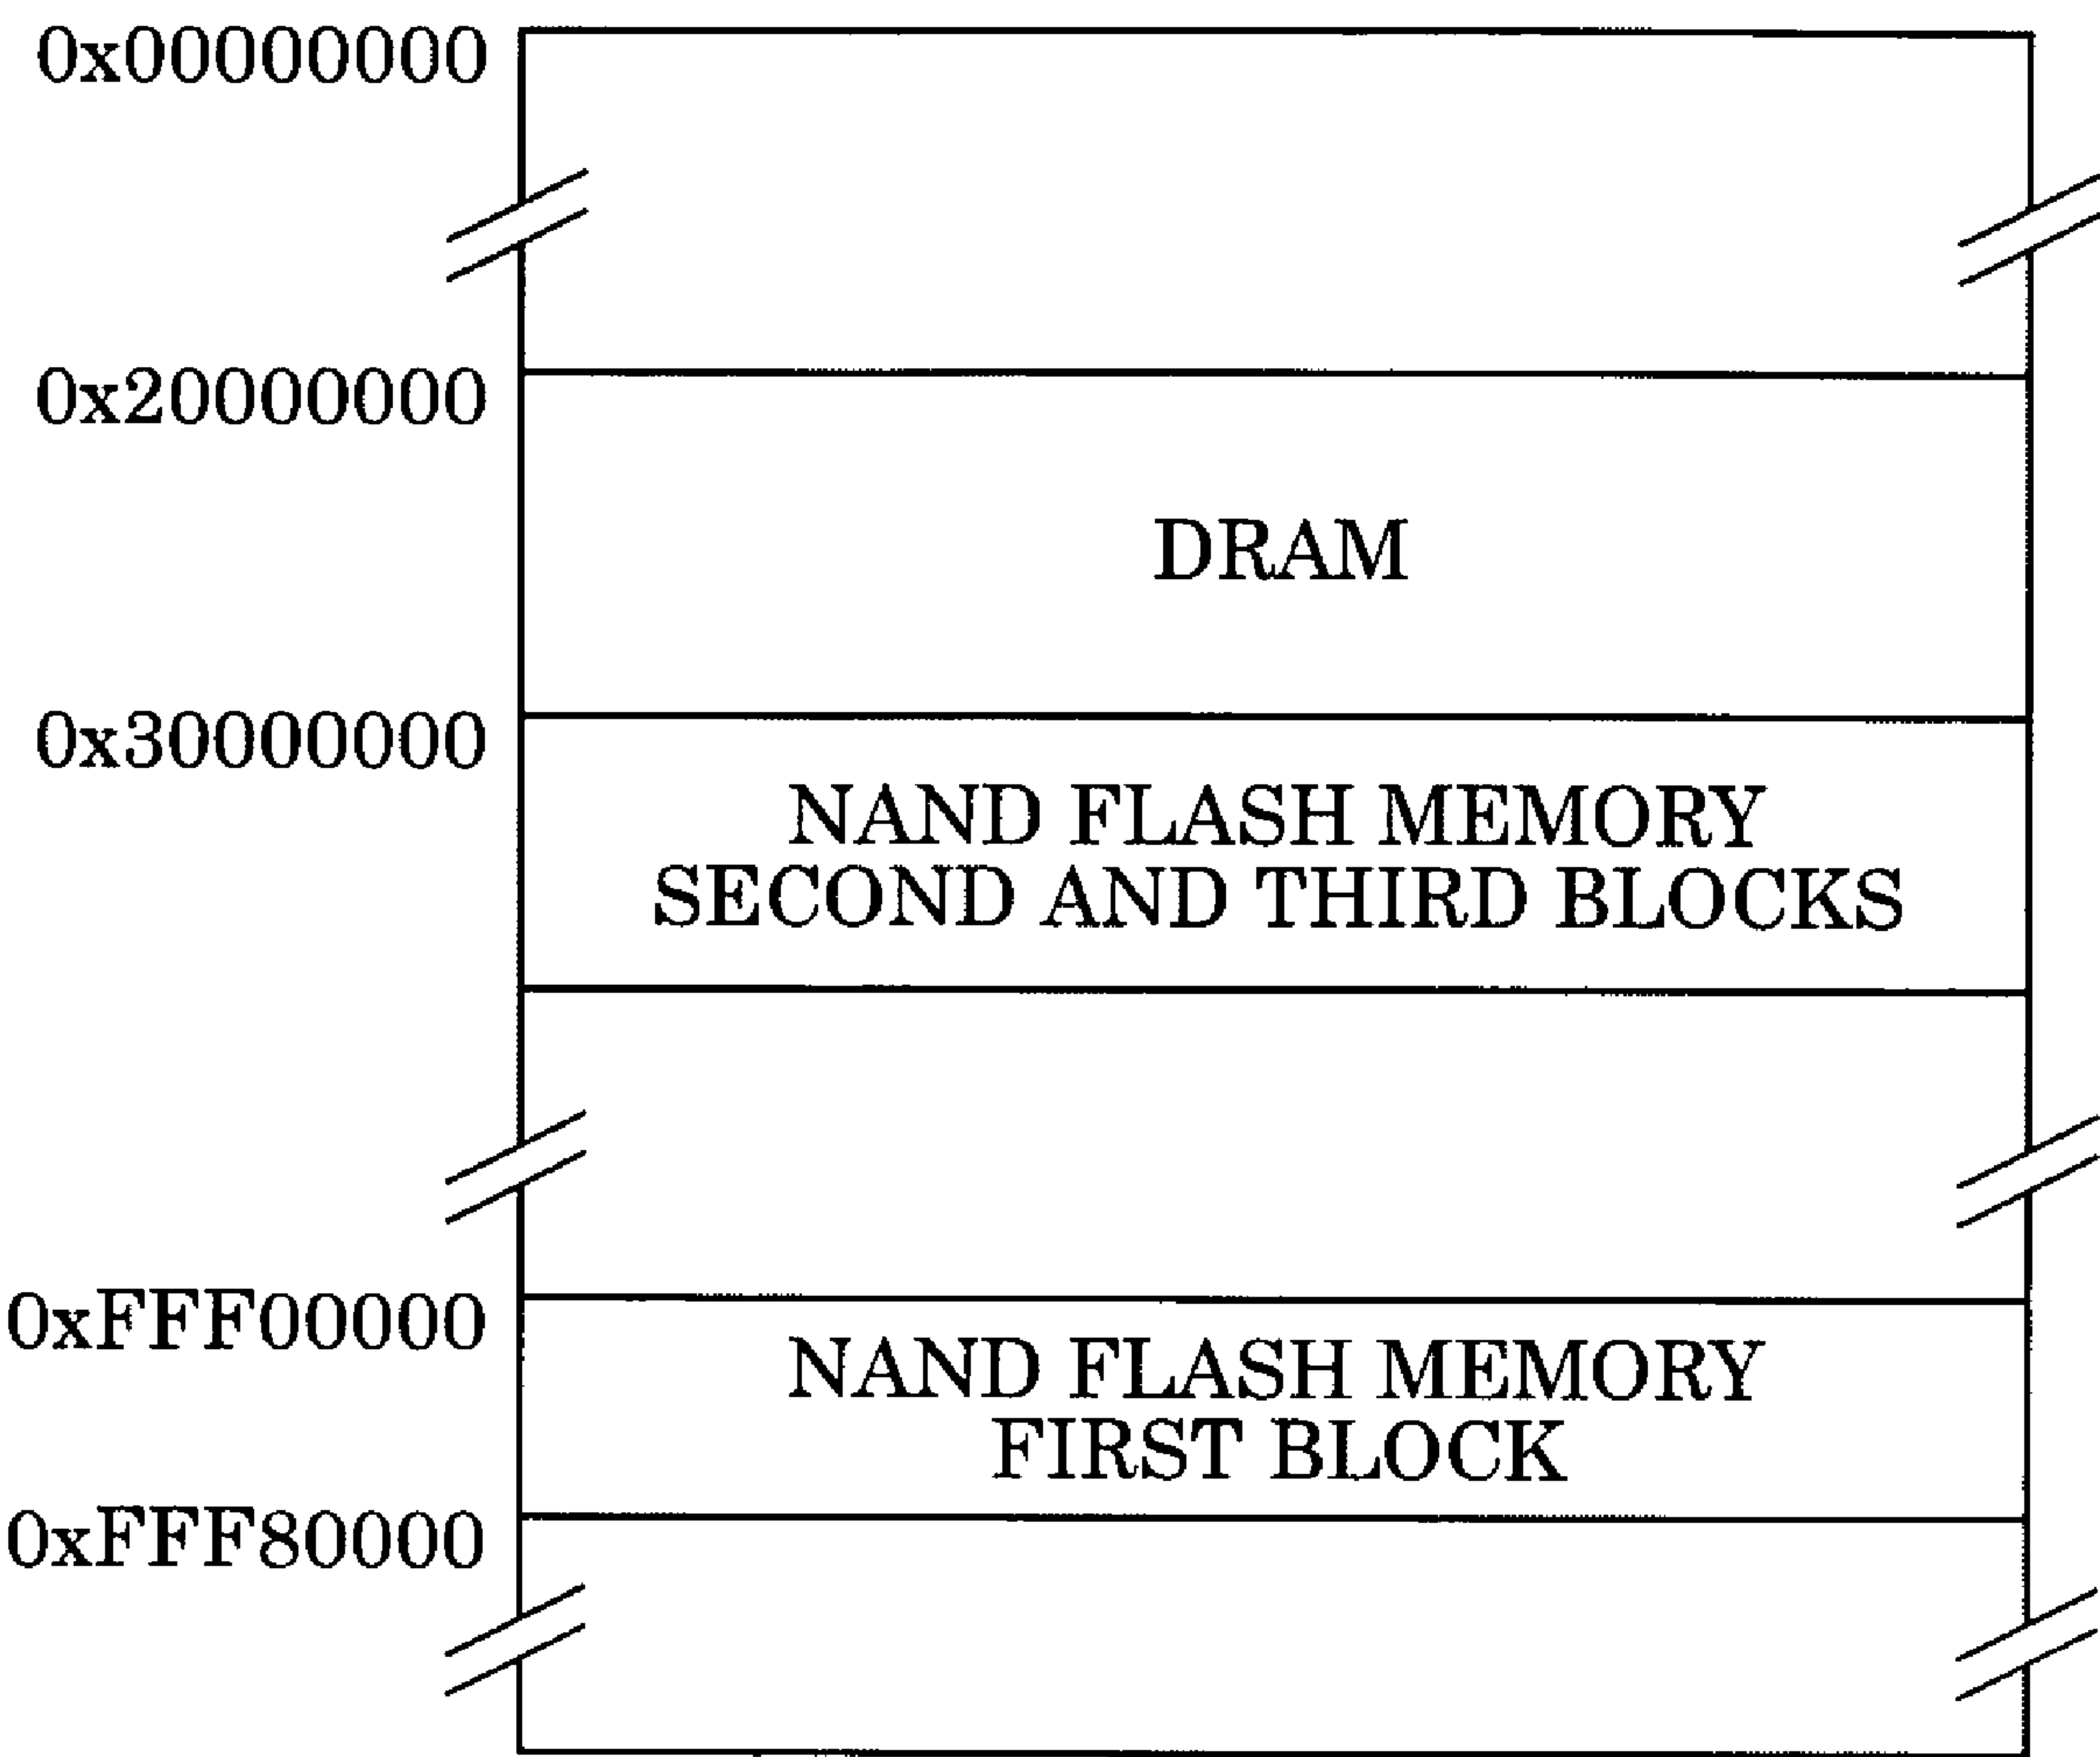 0x00000000
0x20000000
DRAM
0x30000000
NAND FLASH MEMORY
SECOND AND THIRD BLOCKS
0xFFF00000
NAND FLASH MEMORY
FIRST BLOCK
0xFFF80000